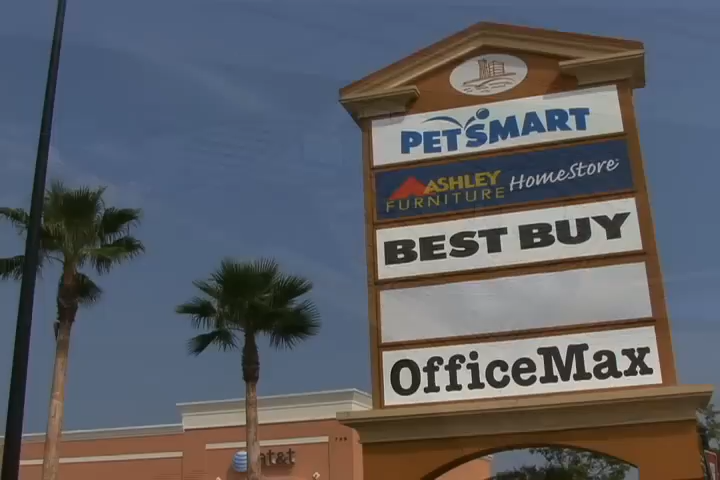 PETSMART
ASHLEY
FURNITURE HomeStore
BEST BUY
OfficeMax
at&t